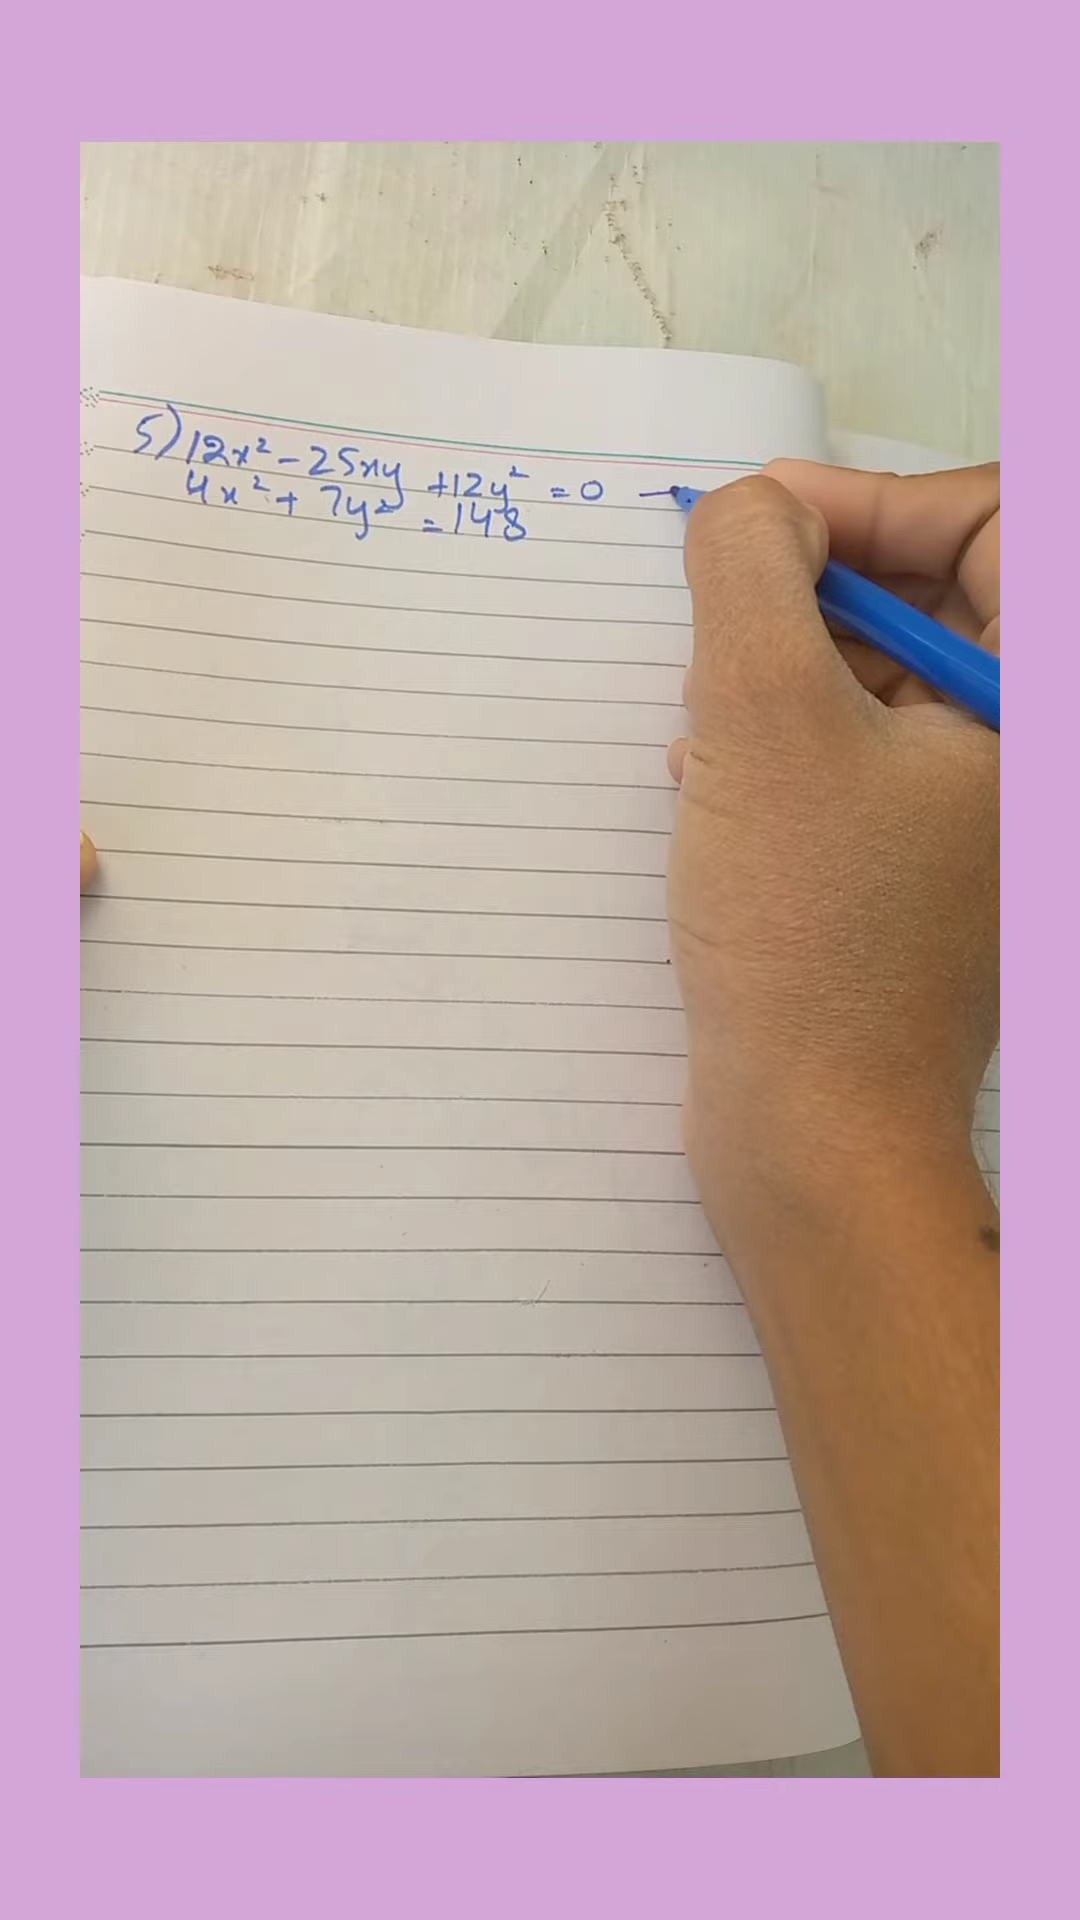 5) 12x² - 25xy + 12y² = 0 —
4x² + 7y² = 148